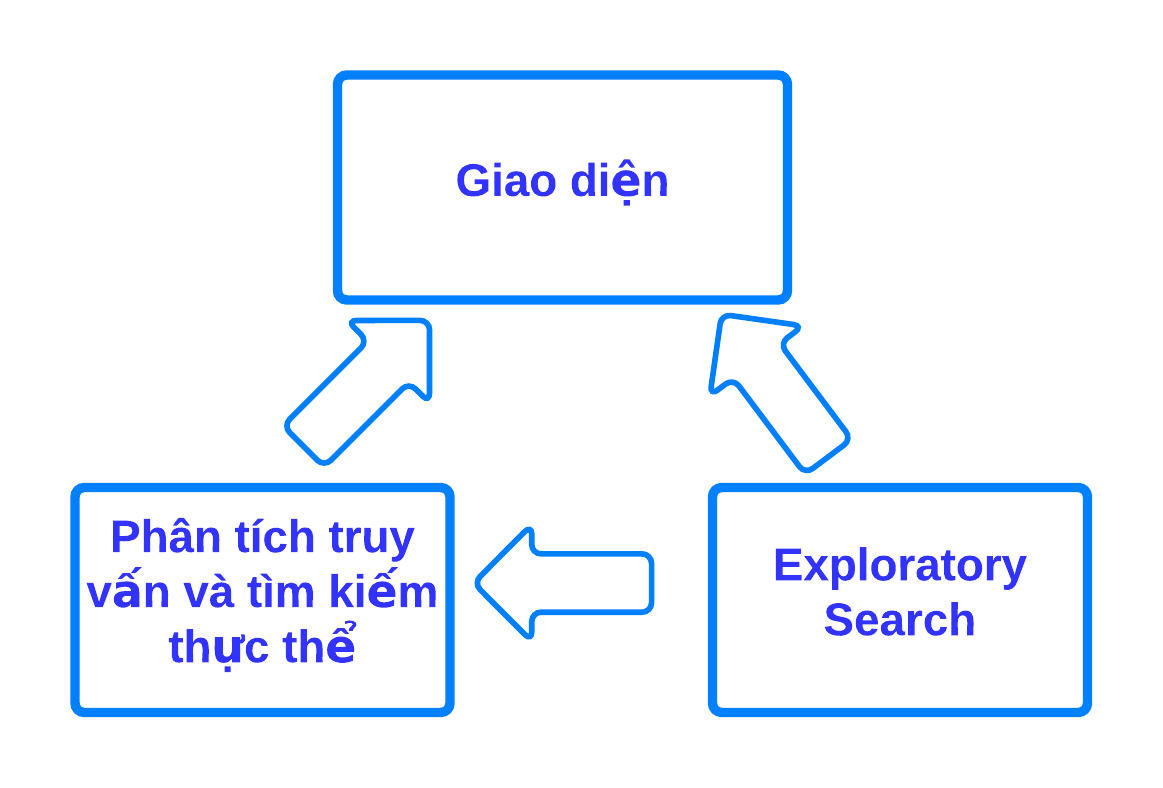 Giao diện
Phân tích truy
vấn và tìm kiếm
thực thể
Exploratory
Search